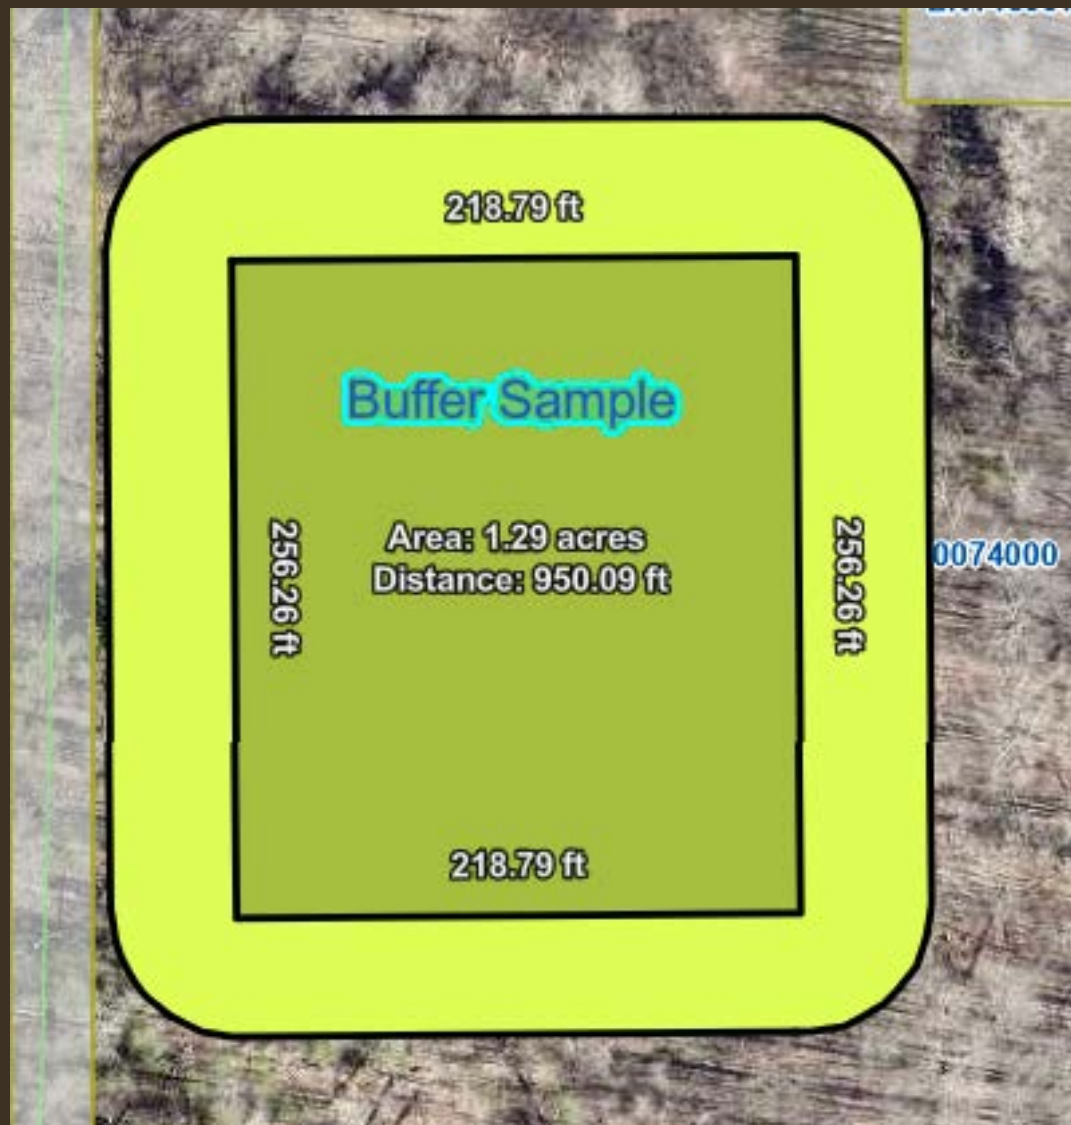 218.79 ft
Buffer Sample
256.26 ft
Area: 1.29 acres
Distance: 950.09 ft
256.26 ft
0074000
218.79 ft